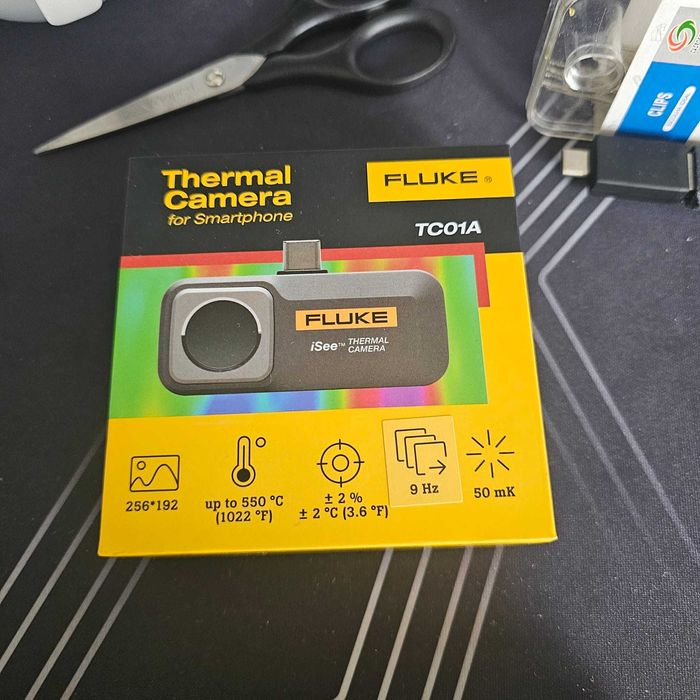 Thermal
Camera
for Smartphone
FLUKE ®
TC01A
FLUKE
iSee™ THERMAL
CAMERA
256*192
up to 550 °C
(1022 °F)
± 2 %
± 2 °C (3.6 °F)
9 Hz
50 mK
CLIPS